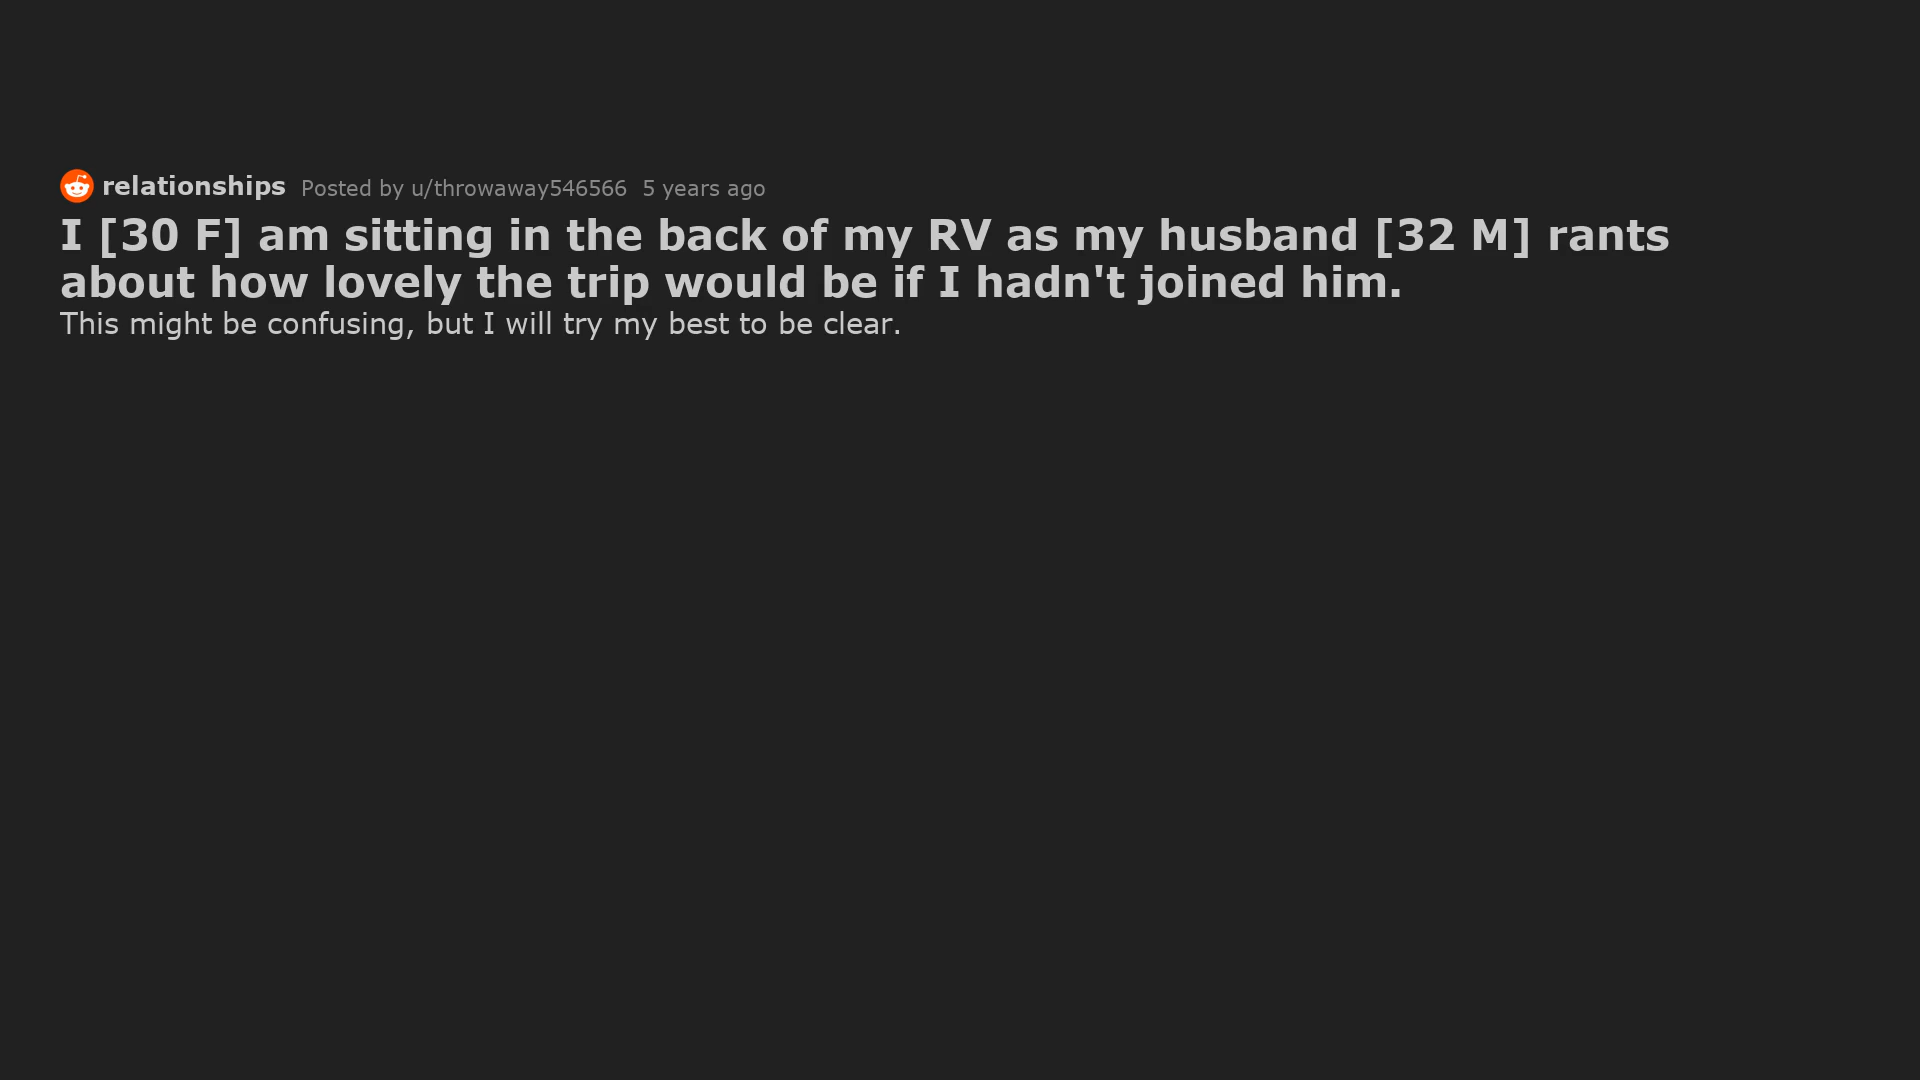 relationships Posted by u/throwaway546566 5 years ago
I [30 F] am sitting in the back of my RV as my husband [32 M] rants
about how lovely the trip would be if I hadn't joined him.
This might be confusing, but I will try my best to be clear.